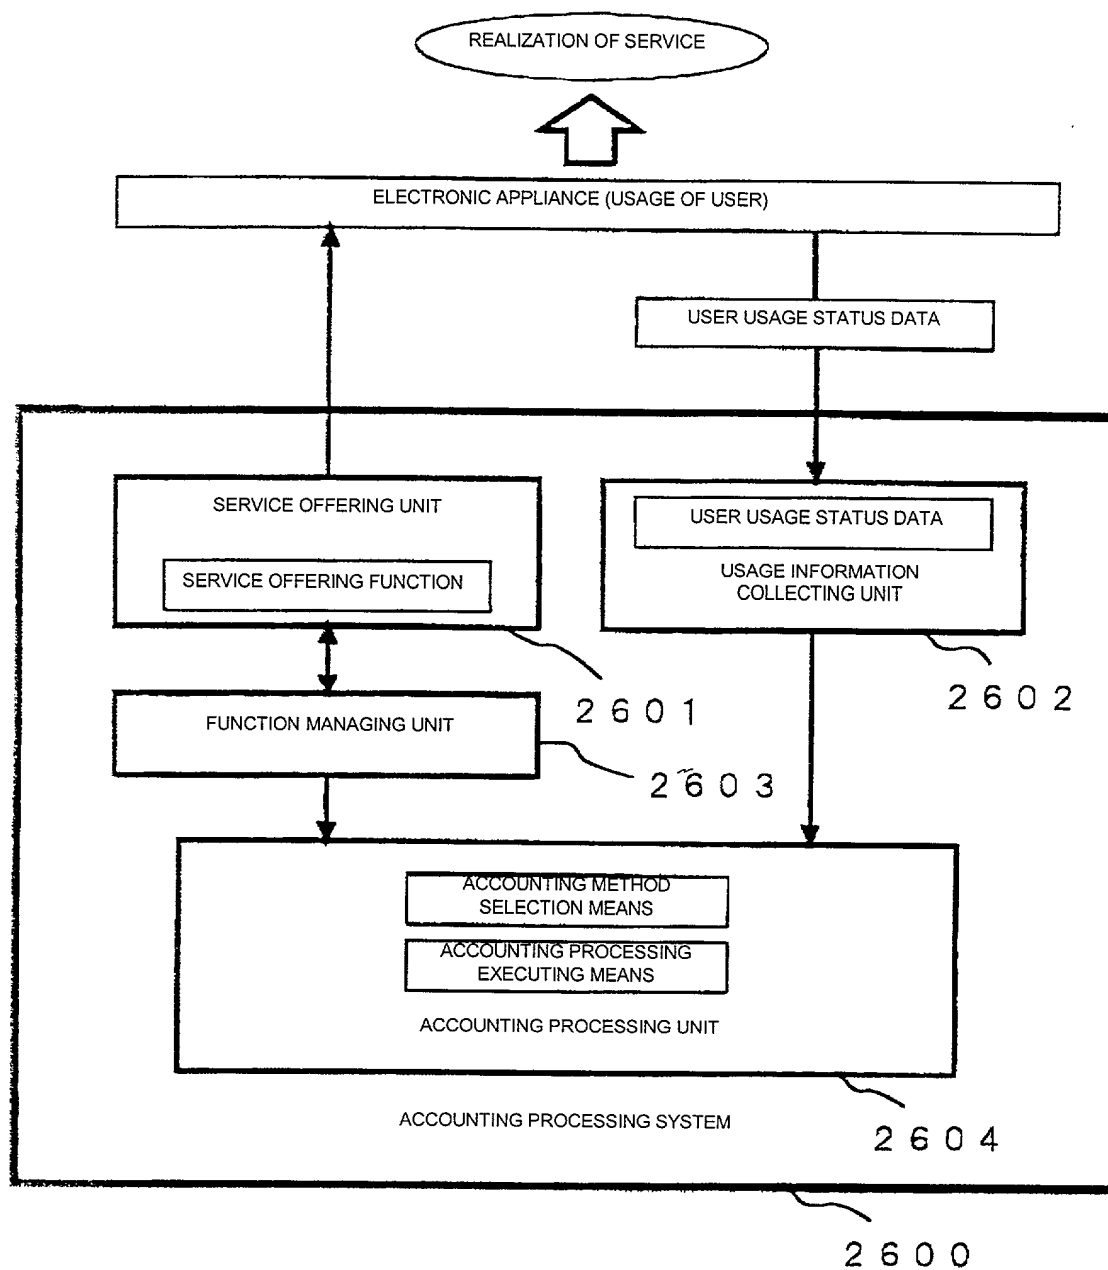 REALIZATION OF SERVICE
ELECTRONIC APPLIANCE (USAGE OF USER)
USER USAGE STATUS DATA
SERVICE OFFERING UNIT
SERVICE OFFERING FUNCTION
USER USAGE STATUS DATA
USAGE INFORMATION
COLLECTING UNIT
2601
2602
FUNCTION MANAGING UNIT
2603
ACCOUNTING METHOD
SELECTION MEANS
ACCOUNTING PROCESSING
EXECUTING MEANS
ACCOUNTING PROCESSING UNIT
2604
ACCOUNTING PROCESSING SYSTEM
2600